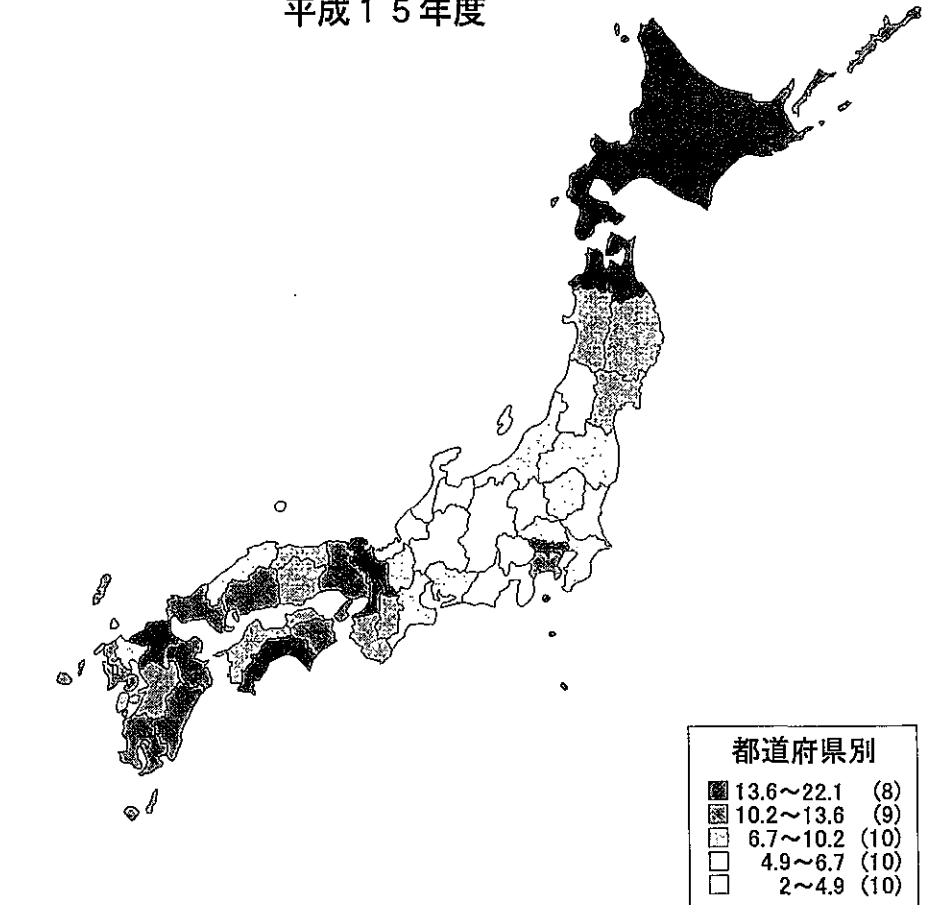 平成１５年度
都道府県別
13.6～22.1 (8)
10.2～13.6 (9)
6.7～10.2 (10)
4.9～6.7 (10)
2～4.9 (10)